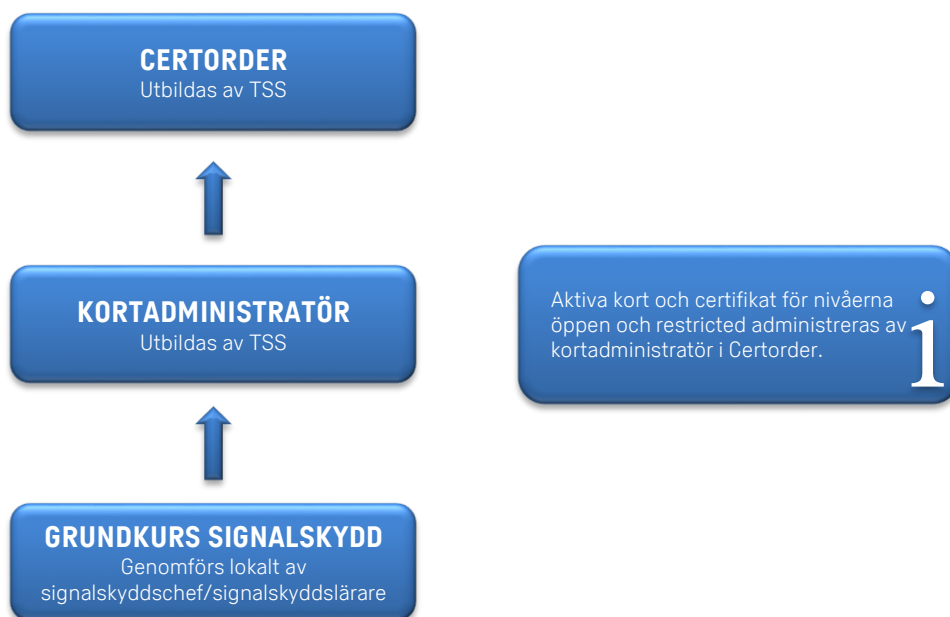 CERTORDER
Utbildas av TSS
KORTADMINISTRATÖR
Utbildas av TSS
Aktiva kort och certifikat för nivåerna
öppen och restricted administreras av
kortadministratör i Certorder.
i
GRUNDKURS SIGNALSKYDD
Genomförs lokalt av
signalskyddschef/signalskyddslärare